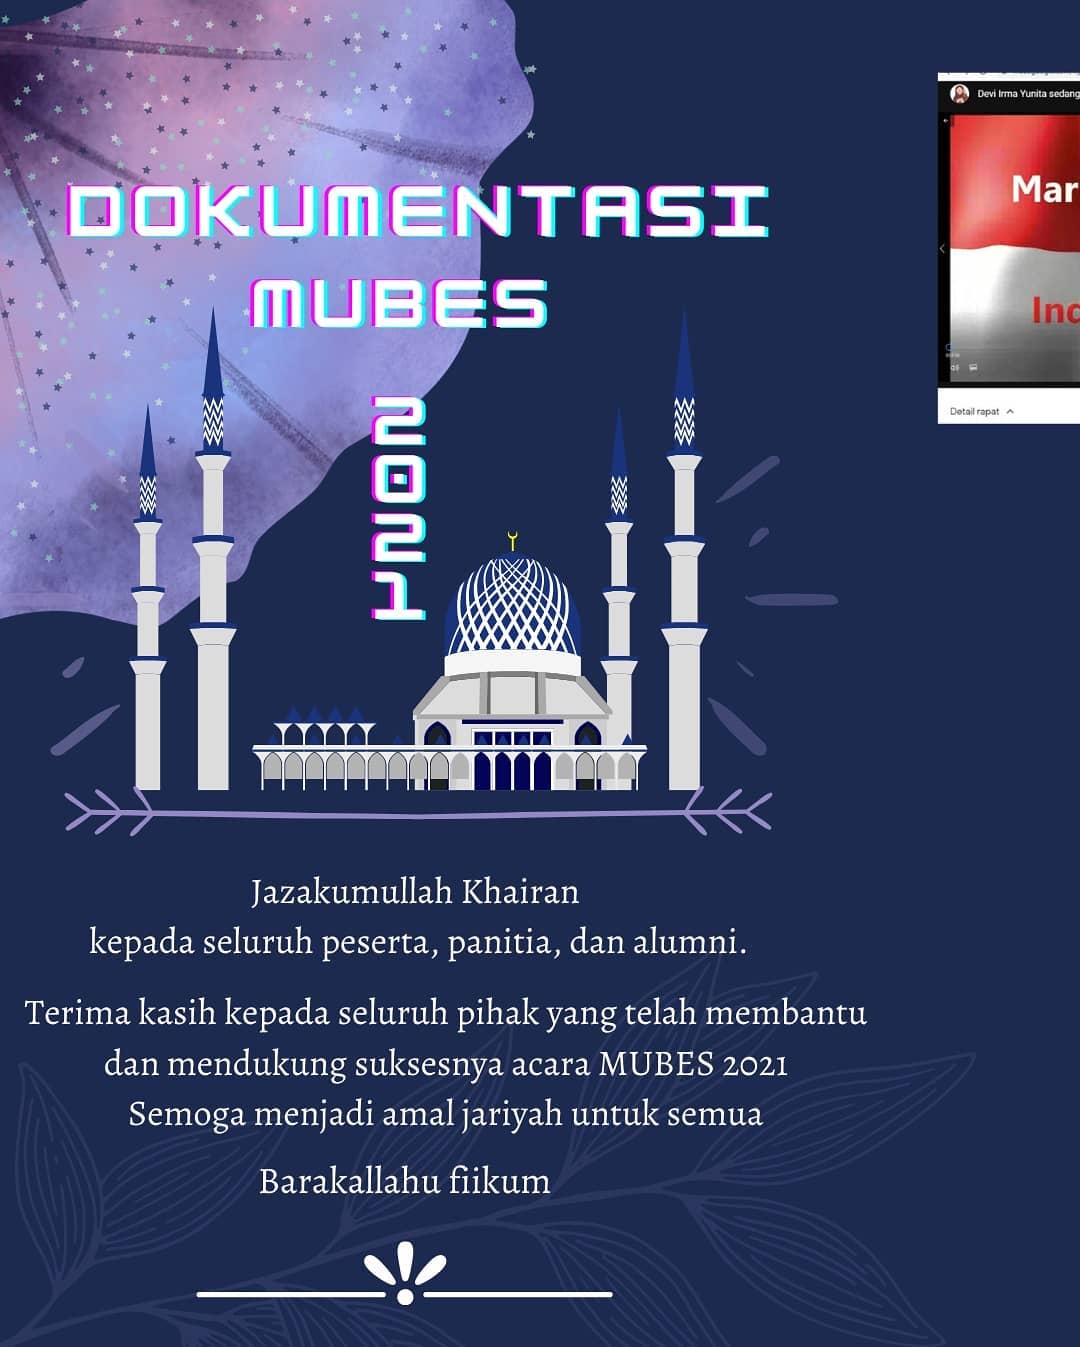 DOKUMENTASI
MUBES
2021
Jazakumullah Khairan
kepada seluruh peserta, panitia, dan alumni.
Terima kasih kepada seluruh pihak yang telah membantu
dan mendukung suksesnya acara MUBES 2021
Semoga menjadi amal jariyah untuk semua
Barakallahu fiikum
Devi Irma Yunita sedang
Mar
Ind
Detail rapat